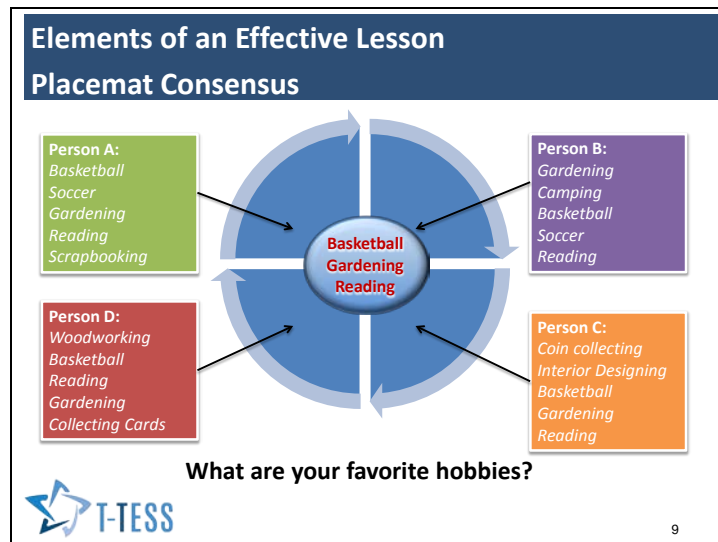 Elements of an Effective Lesson
Placemat Consensus
Person A:
Basketball
Soccer
Gardening
Reading
Scrapbooking
Person B:
Gardening
Camping
Basketball
Soccer
Reading
Basketball
Gardening
Reading
Person D:
Woodworking
Basketball
Reading
Gardening
Collecting Cards
Person C:
Coin collecting
Interior Designing
Basketball
Gardening
Reading
What are your favorite hobbies?
T-TESS
9